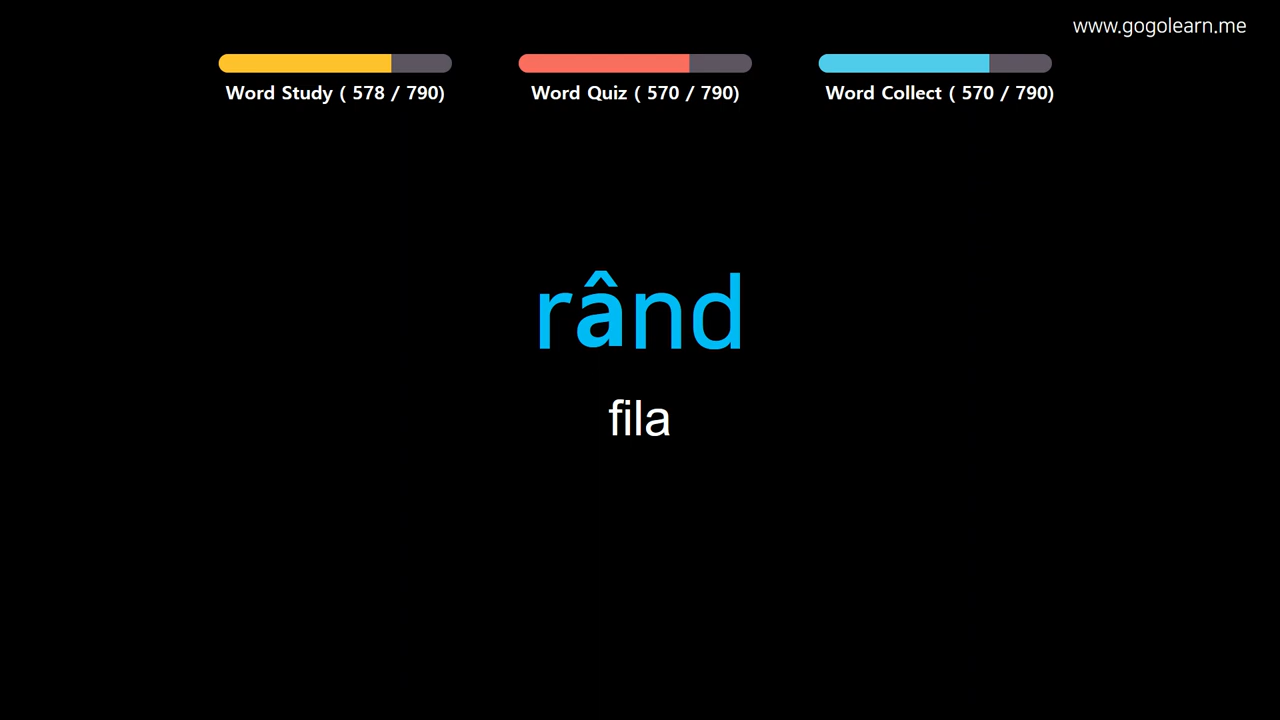 www.gogolearn.me
Word Study ( 578 / 790)
Word Quiz ( 570 / 790)
Word Collect ( 570 / 790)
rând
fila